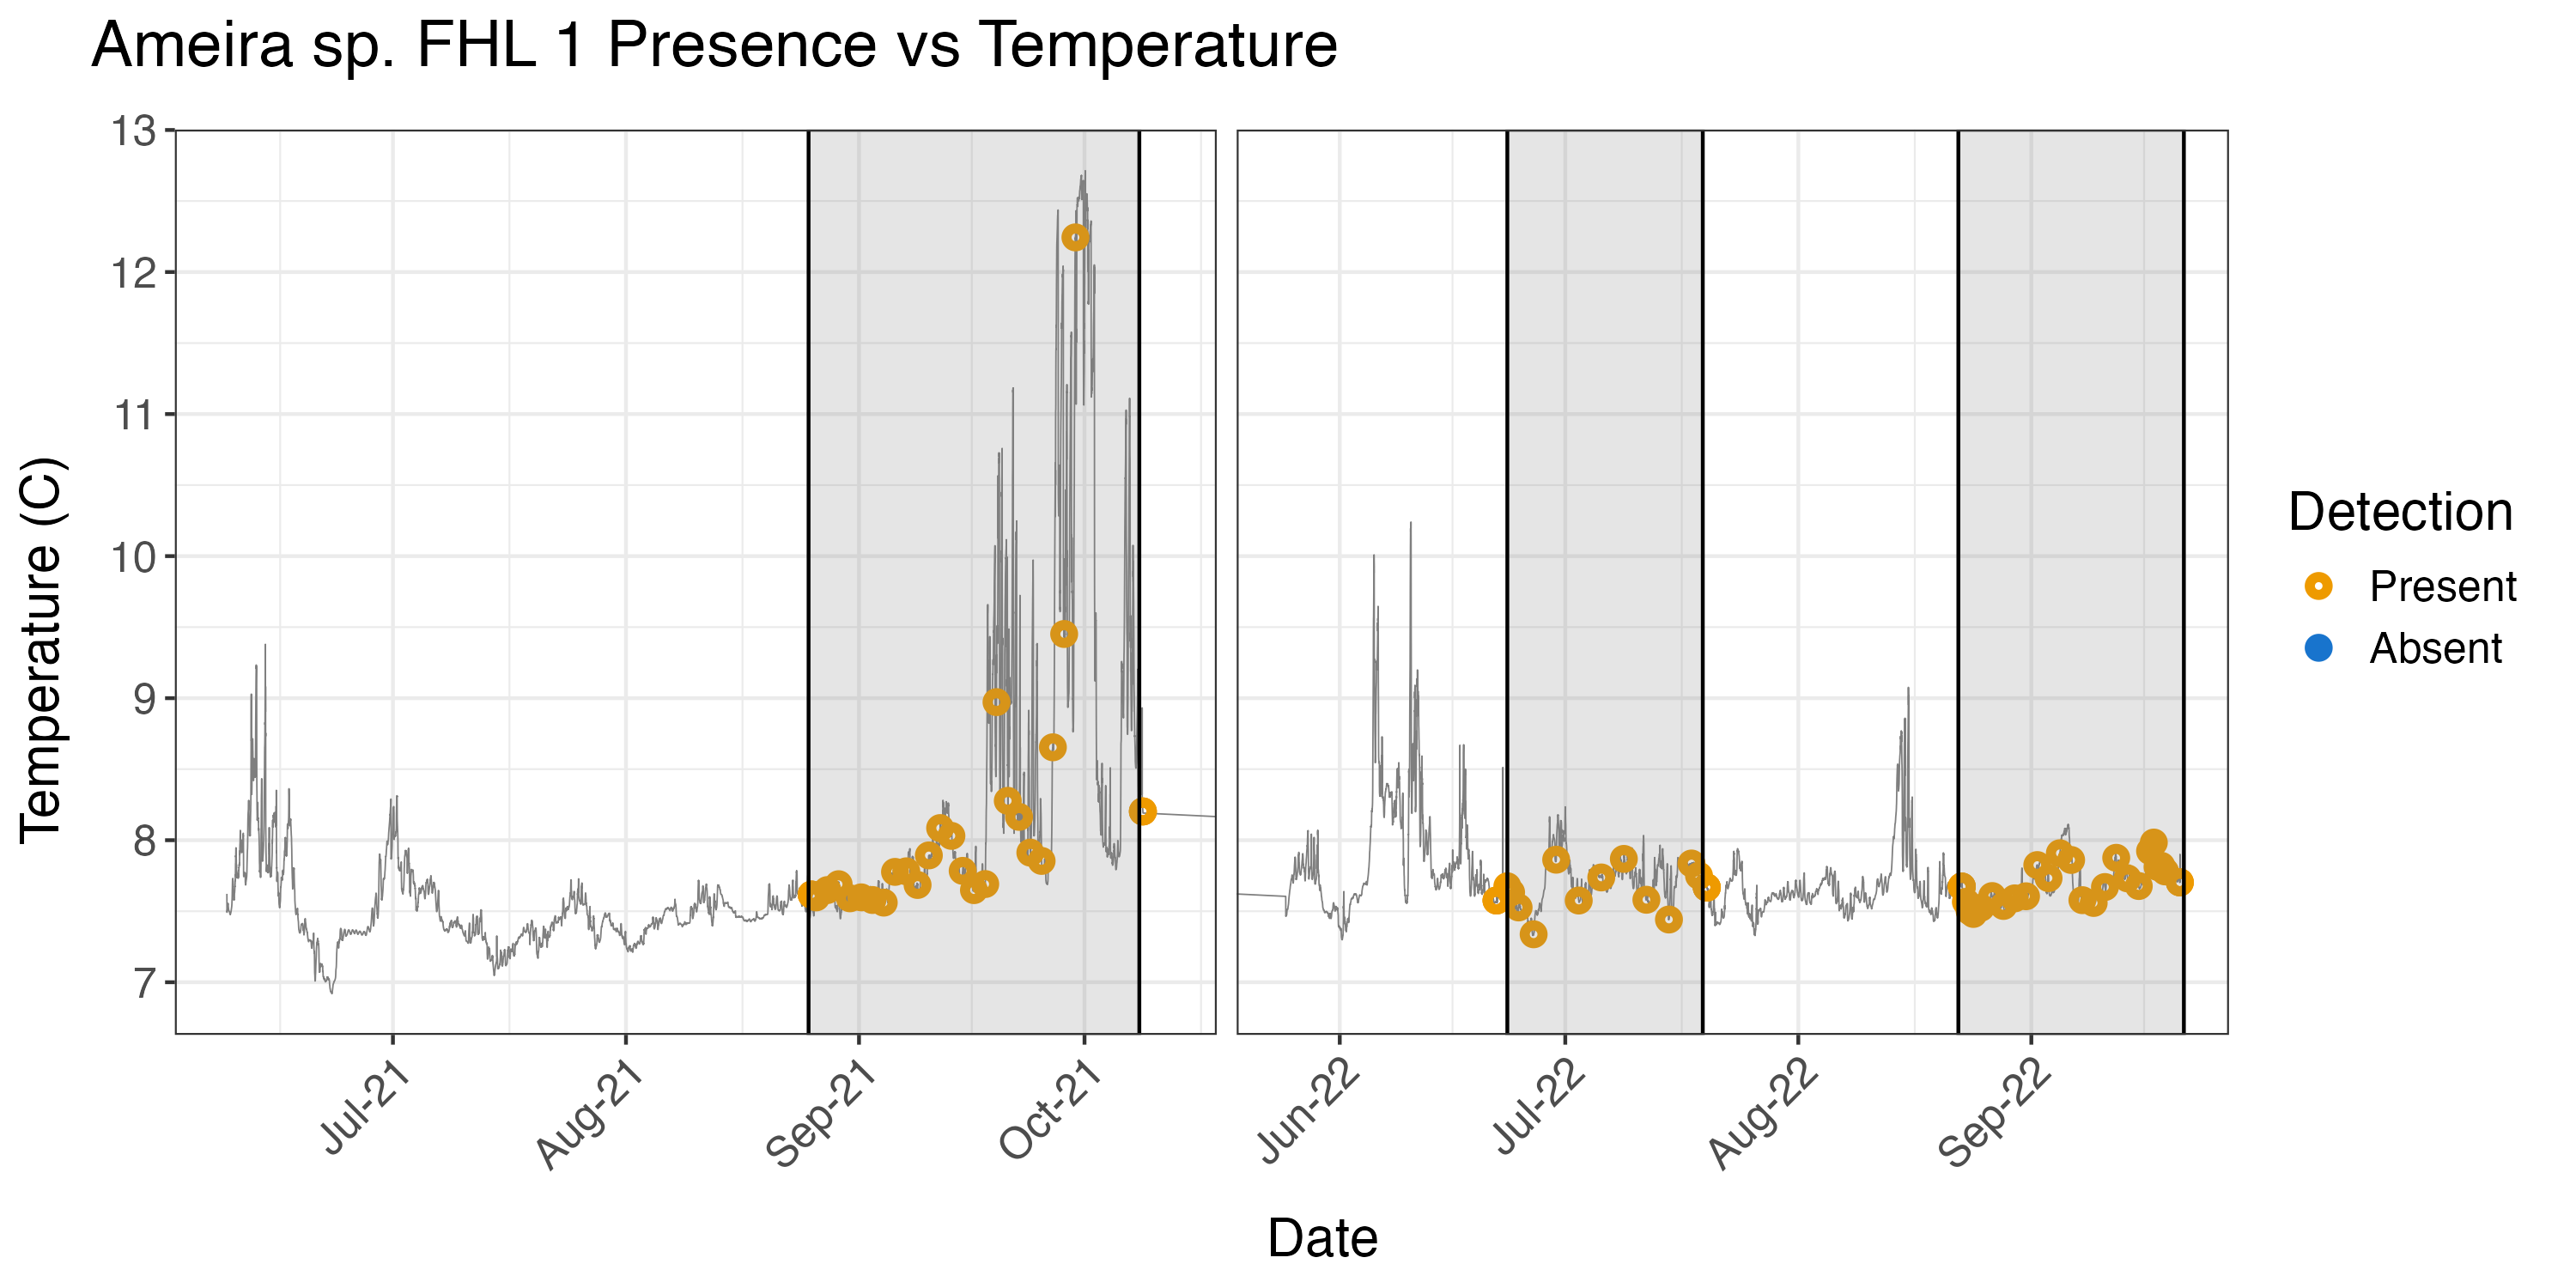 Ameira sp. FHL 1 Presence vs Temperature
Temperature (C)
13
12
11
10
9
8
7
Jul-21
Aug-21
Sep-21
Oct-21
Jun-22
Jul-22
Aug-22
Sep-22
Date
Detection
Present
Absent